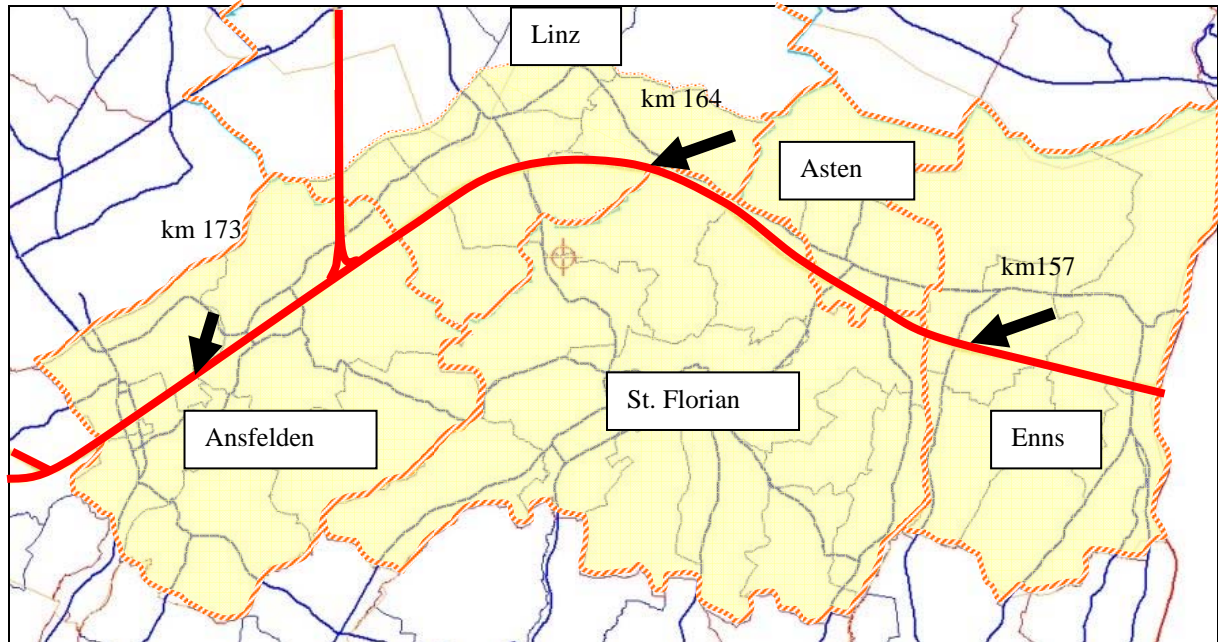 Linz
km 164
Asten
km 173
km157
St. Florian
Ansfelden
Enns